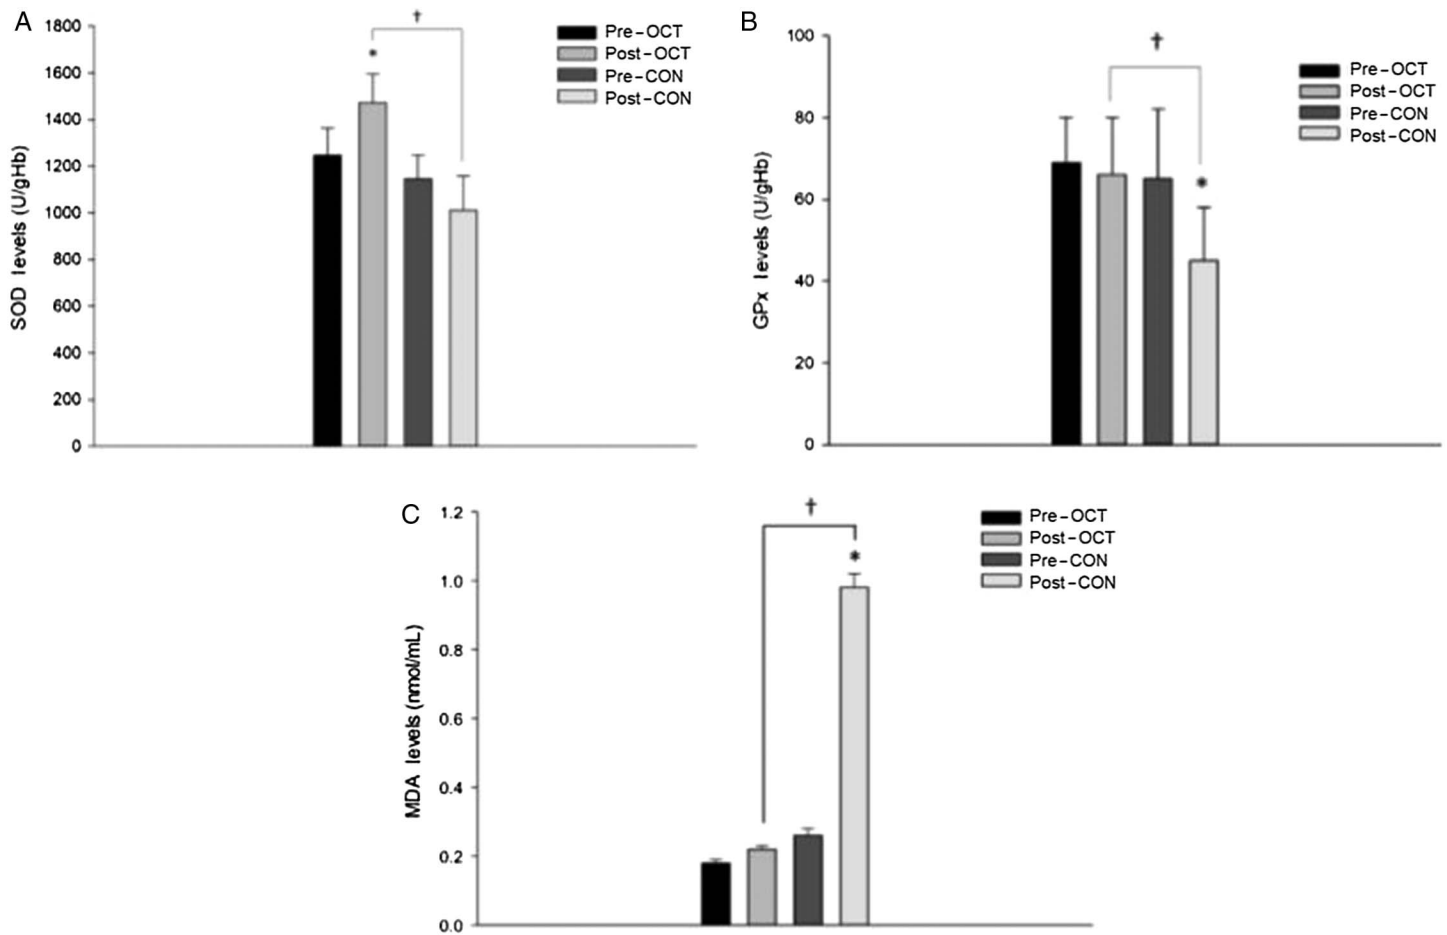 A
†
*
SOD levels (U/gHb)
1800
1600
1400
1200
1000
800
600
400
200
0
Pre-OCT
Post-OCT
Pre-CON
Post-CON
B
†
*
GPx levels (U/gHb)
100
80
60
40
20
0
Pre-OCT
Post-OCT
Pre-CON
Post-CON
C
†
*
MDA levels (nmol/mL)
1.2
1.0
0.8
0.6
0.4
0.2
0.0
Pre-OCT
Post-OCT
Pre-CON
Post-CON